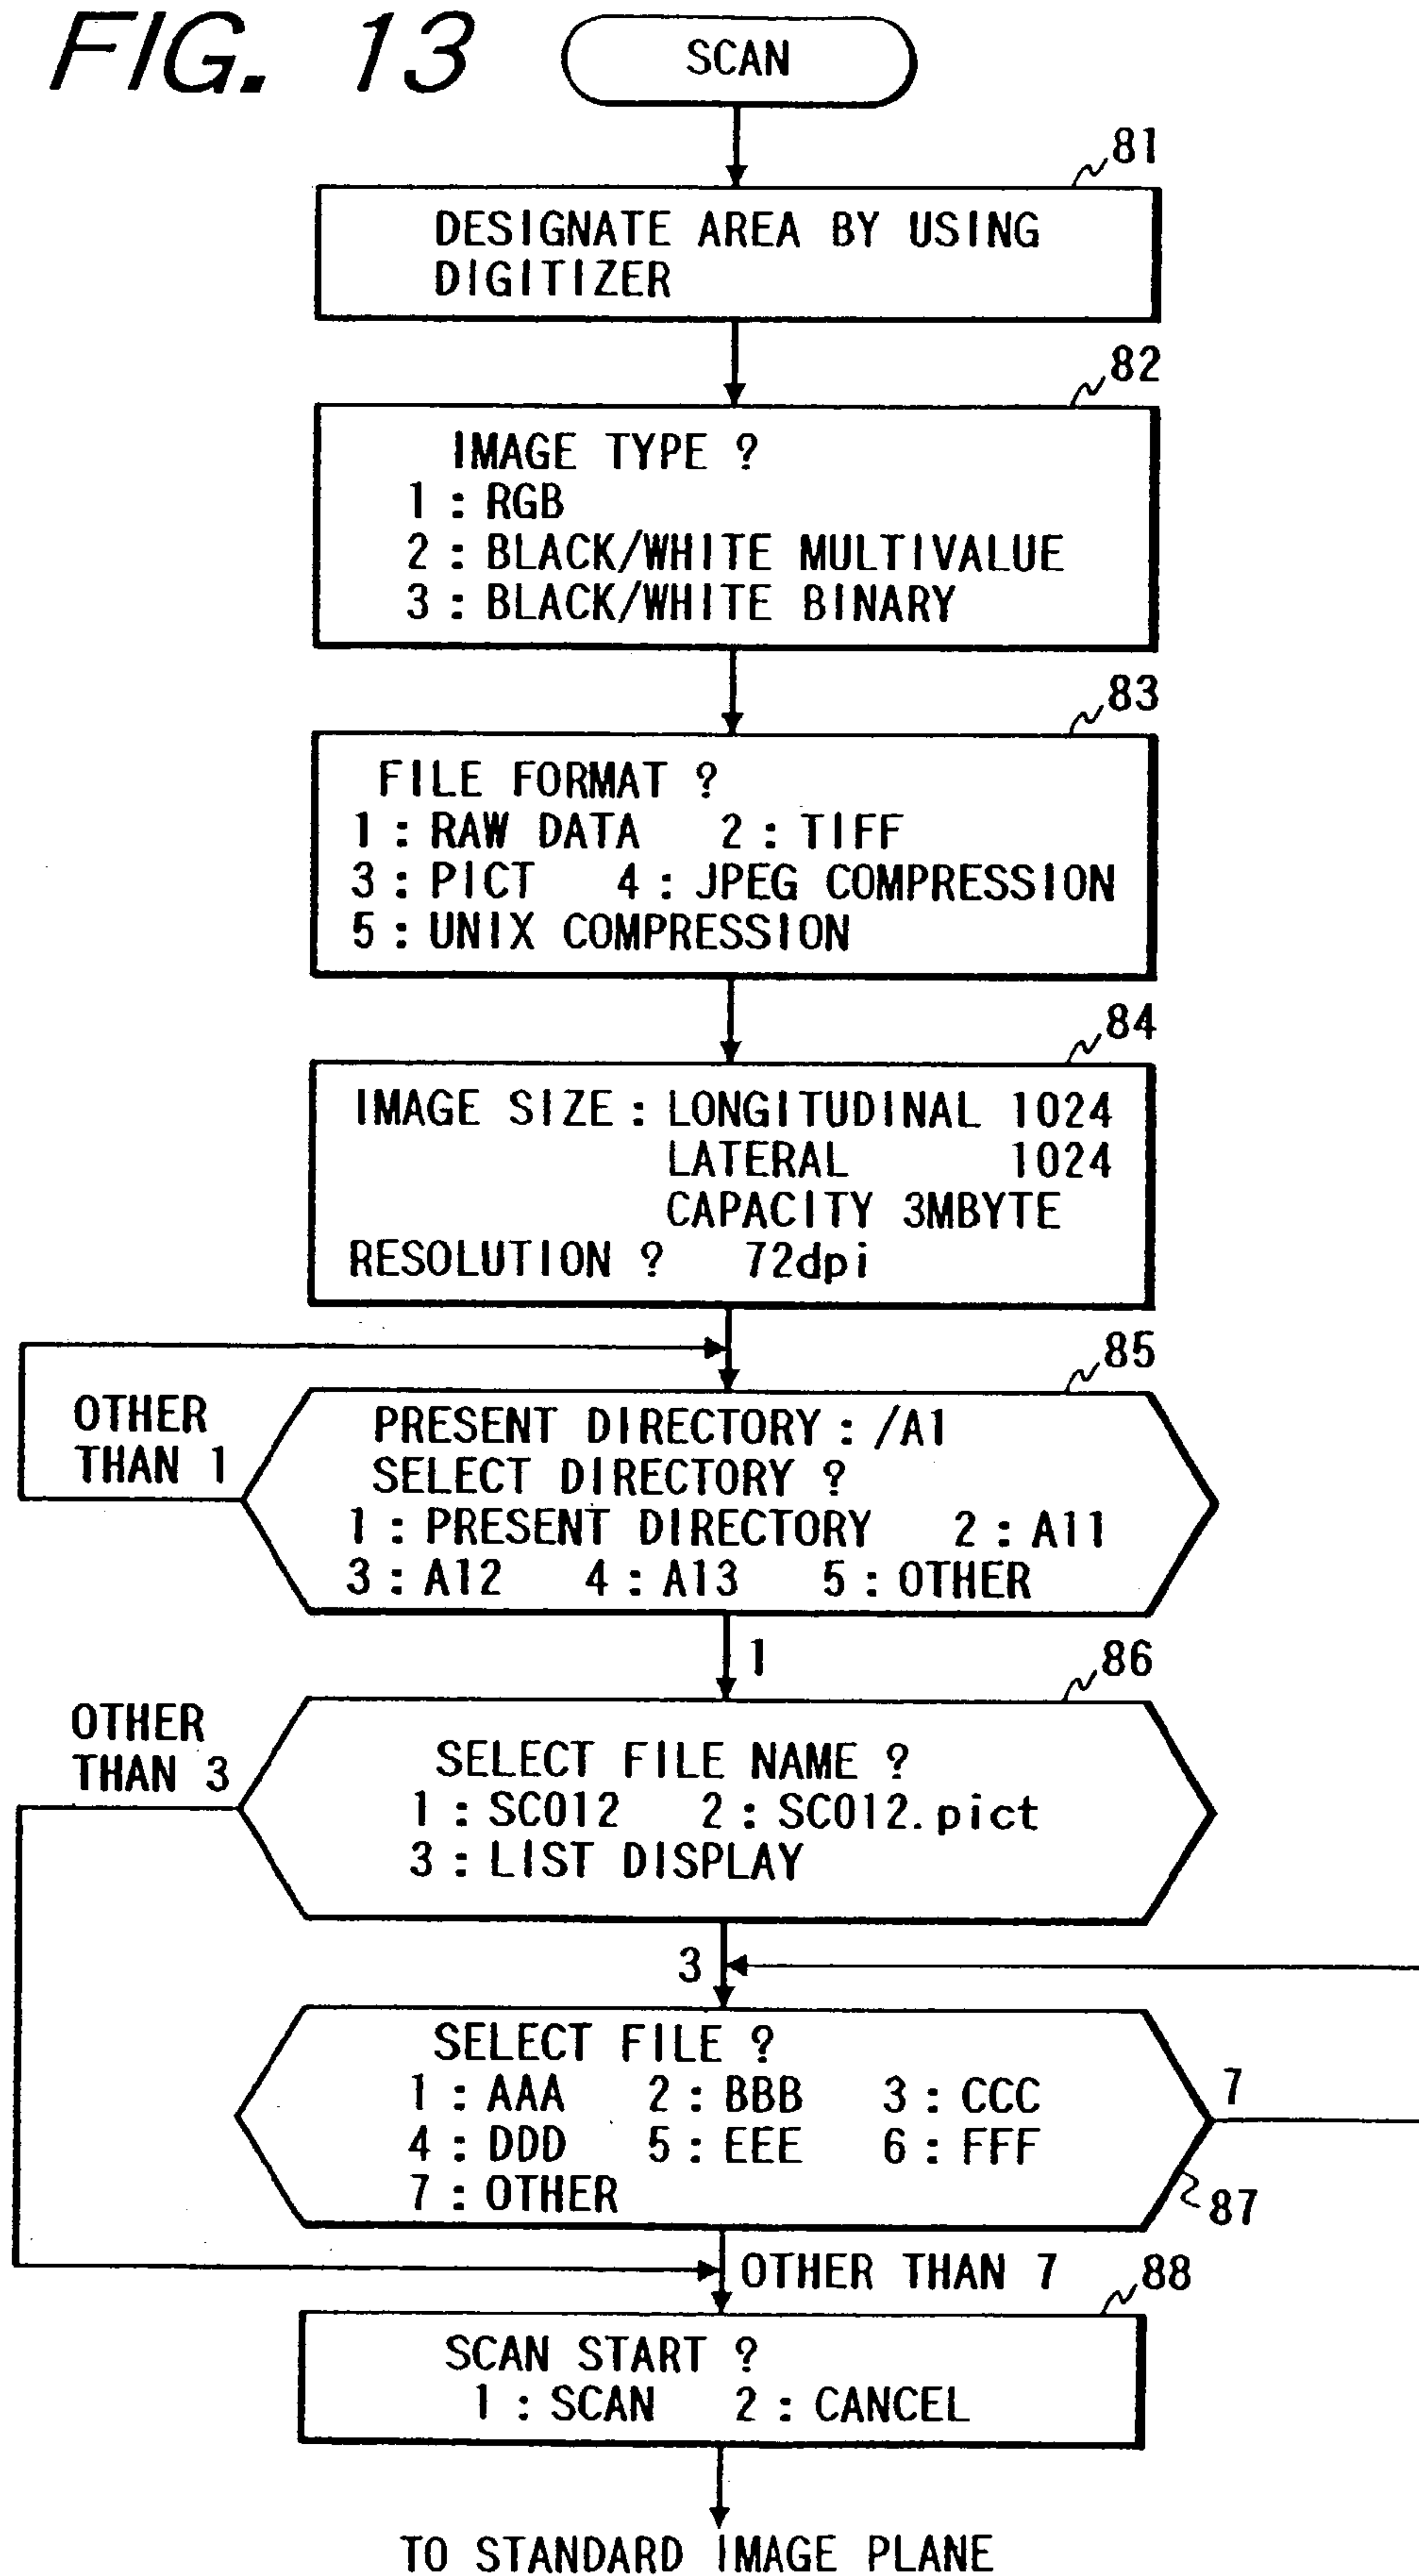 FIG. 13
SCAN
81
DESIGNATE AREA BY USING
DIGITIZER
82
IMAGE TYPE ?
1 : RGB
2 : BLACK/WHITE MULTIVALUE
3 : BLACK/WHITE BINARY
83
FILE FORMAT ?
1 : RAW DATA 2 : TIFF
3 : PICT 4 : JPEG COMPRESSION
5 : UNIX COMPRESSION
84
IMAGE SIZE : LONGITUDINAL 1024
LATERAL 1024
CAPACITY 3MBYTE
RESOLUTION ? 72dpi
85
OTHER
THAN 1
PRESENT DIRECTORY : /A1
SELECT DIRECTORY ?
1 : PRESENT DIRECTORY 2 : A11
3 : A12 4 : A13 5 : OTHER
1
86
OTHER
THAN 3
SELECT FILE NAME ?
1 : SC012 2 : SC012.pict
3 : LIST DISPLAY
3
SELECT FILE ?
1 : AAA 2 : BBB 3 : CCC
4 : DDD 5 : EEE 6 : FFF
7 : OTHER
7
87
OTHER THAN 7
88
SCAN START ?
1 : SCAN 2 : CANCEL
TO STANDARD IMAGE PLANE